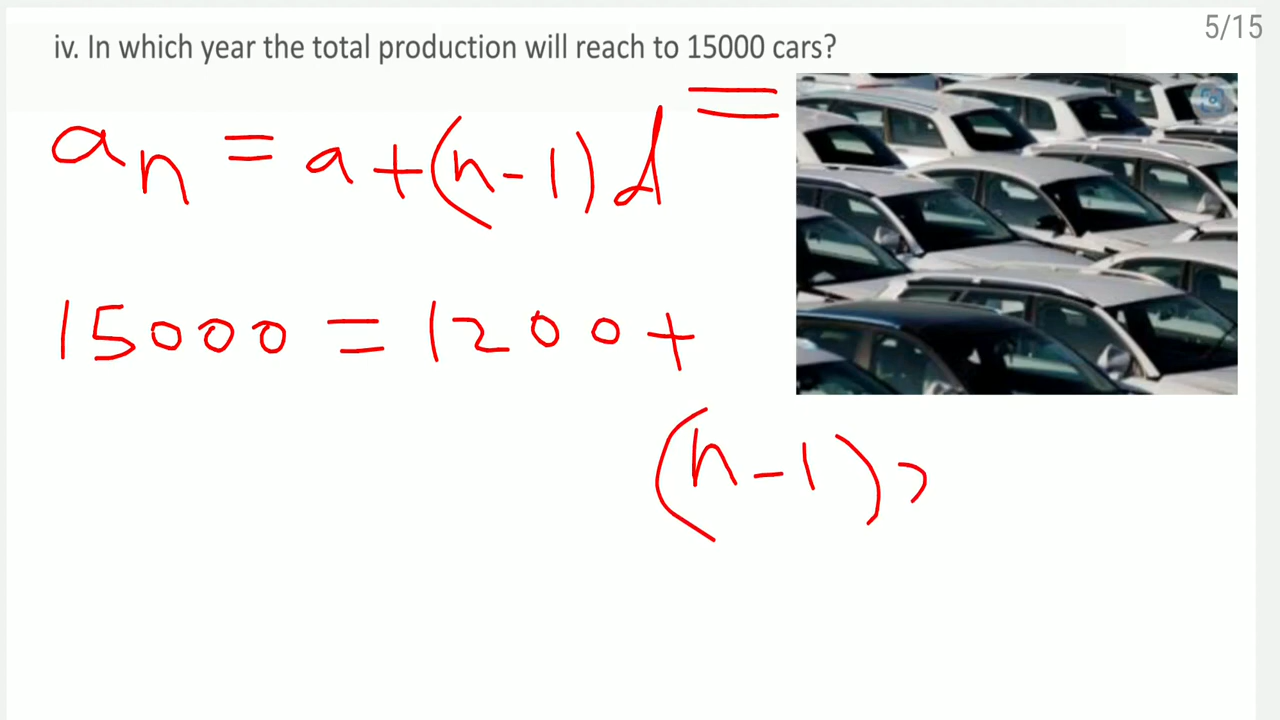 5/15
iv. In which year the total production will reach to 15000 cars?
an = a+(n-1)d
15000 = 1200+
(n-1)